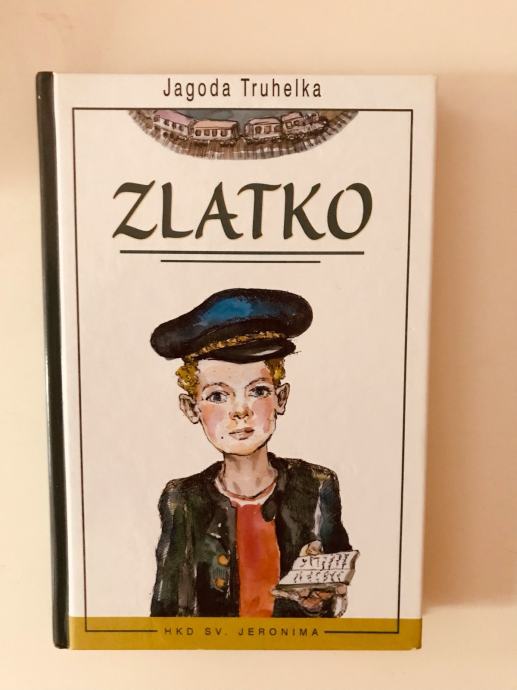 Jagoda Truhelka
ZLATKO
HKD SV. JERONIMA